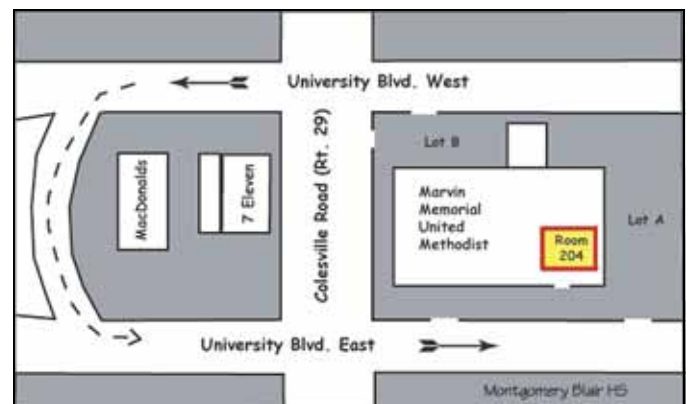 University Blvd. West
Lot B
MacDonalds
7 Eleven
Colesville Road (Rt. 29)
Marvin
Memorial
United
Methodist
Room
204
Lot A
University Blvd. East
Montgomery Blair HS